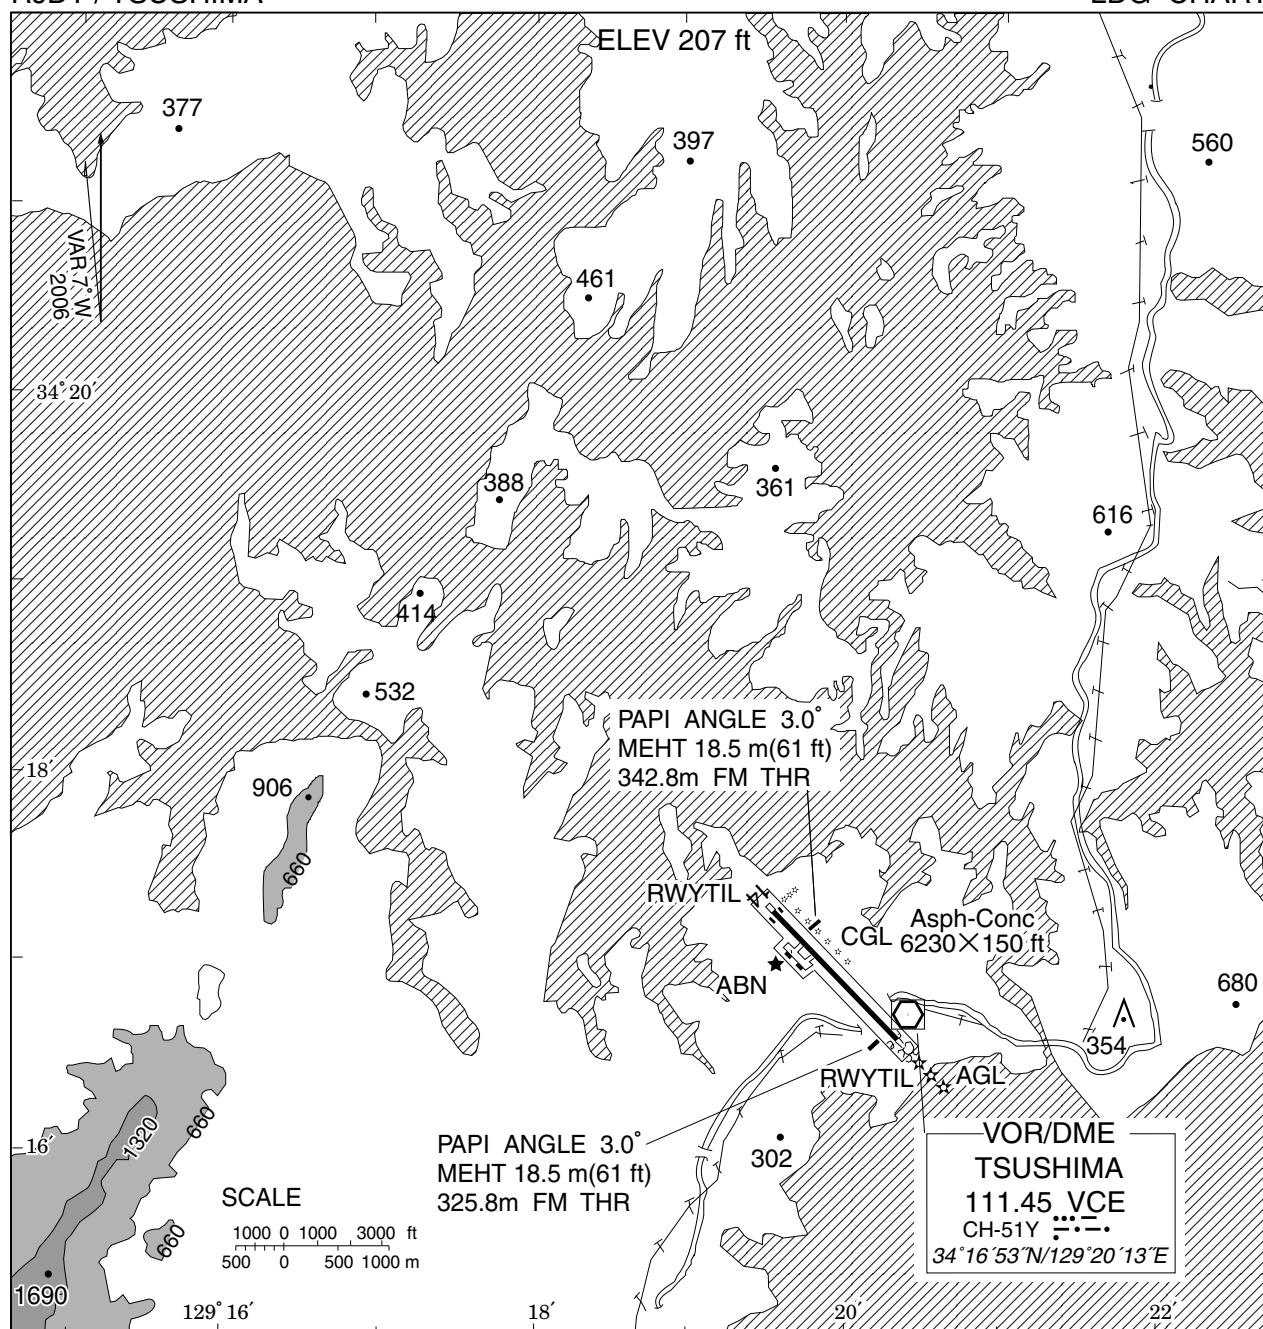 ELEV 207 ft
377
397
560
VAR 7° W
2006
461
34° 20′
388
361
616
414
532
PAPI ANGLE 3.0°
MEHT 18.5 m(61 ft)
342.8m FM THR
18′
906
660
RWYTIL
CGL
Asph-Conc
6230×150 ft
ABN
680
354
RWYTIL
AGL
660
1320
16′
PAPI ANGLE 3.0°
MEHT 18.5 m(61 ft)
325.8m FM THR
302
VOR/DME
TSUSHIMA
111.45 VCE
CH-51Y
34°16′53″N/129°20′13″E
SCALE
1000 0 1000 3000 ft
500 0 500 1000 m
660
1690
129° 16′
18′
20′
22′